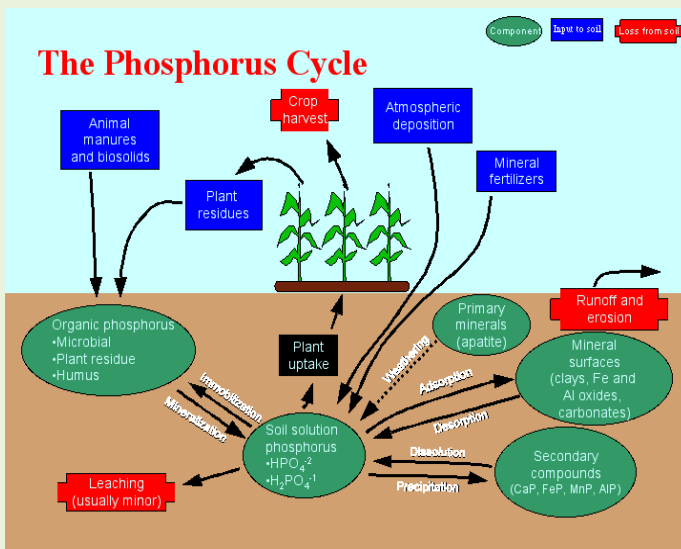 Component
Input to soil
Loss from soil
The Phosphorus Cycle
Crop
harvest
Atmospheric
deposition
Animal
manures
and biosolids
Mineral
fertilizers
Plant
residues
Runoff and
erosion
Organic phosphorus
•Microbial
•Plant residue
•Humus
Primary
minerals
(apatite)
Plant
uptake
Mineral
surfaces
(clays, Fe and
Al oxides,
carbonates)
Weathering
Adsorption
Desorption
Immobilization
Mineralization
Soil solution
phosphorus
•HPO₄⁻²
•H₂PO₄⁻¹
Dissolution
Precipitation
Secondary
compounds
(CaP, FeP, MnP, AlP)
Leaching
(usually minor)